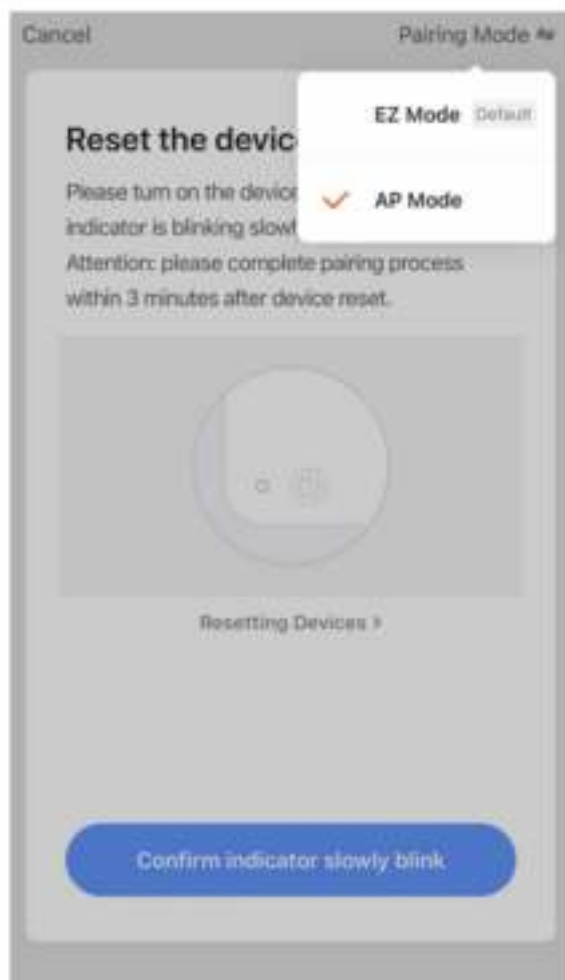 Cancel
Pairing Mode ⇌
EZ Mode Default
AP Mode
Reset the devic
Please turn on the device
indicator is blinking slowl
Attention: please complete pairing process
within 3 minutes after device reset.
Resetting Devices >
Confirm indicator slowly blink